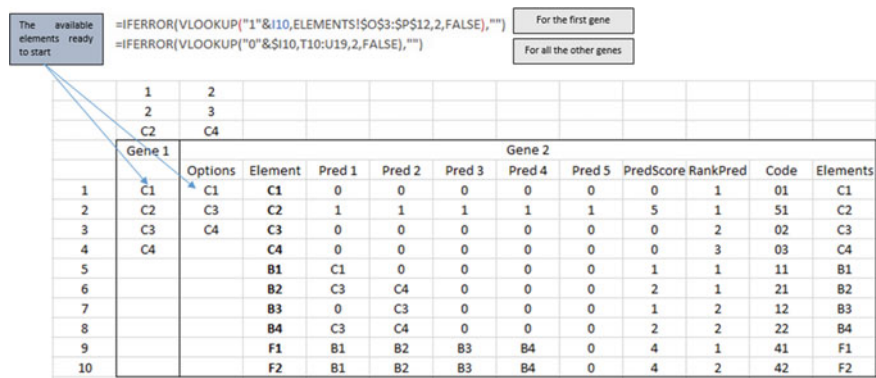 The available elements ready to start
=IFERROR(VLOOKUP("1"&I10,ELEMENTS!$O$3:$P$12,2,FALSE),"")
For the first gene
=IFERROR(VLOOKUP("0"&$I10,T10:U19,2,FALSE),"")
For all the other genes
1 2
2 3
C2 C4
Gene 1 Gene 2
Options Element Pred 1 Pred 2 Pred 3 Pred 4 Pred 5 PredScore RankPred Code Elements
1 C1 C1 C1 0 0 0 0 0 0 1 01 C1
2 C2 C3 C2 1 1 1 1 1 5 1 51 C2
3 C3 C4 C3 0 0 0 0 0 0 2 02 C3
4 C4 C4 0 0 0 0 0 0 3 03 C4
5 B1 C1 0 0 0 0 1 1 11 B1
6 B2 C3 C4 0 0 0 2 1 21 B2
7 B3 0 C3 0 0 0 1 2 12 B3
8 B4 C3 C4 0 0 0 2 2 22 B4
9 F1 B1 B2 B3 B4 0 4 1 41 F1
10 F2 B1 B2 B3 B4 0 4 2 42 F2